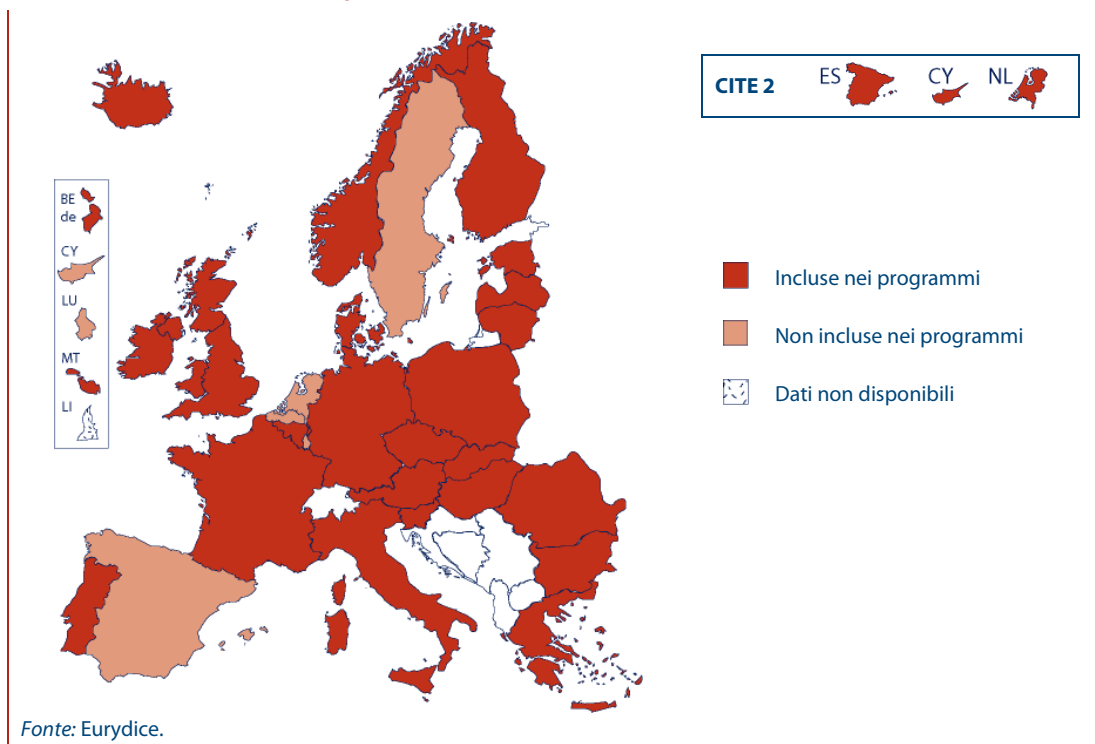 CITE 2
ES
CY
NL
BE
de
CY
LU
MT
LI
Incluse nei programmi
Non incluse nei programmi
Dati non disponibili
Fonte: Eurydice.